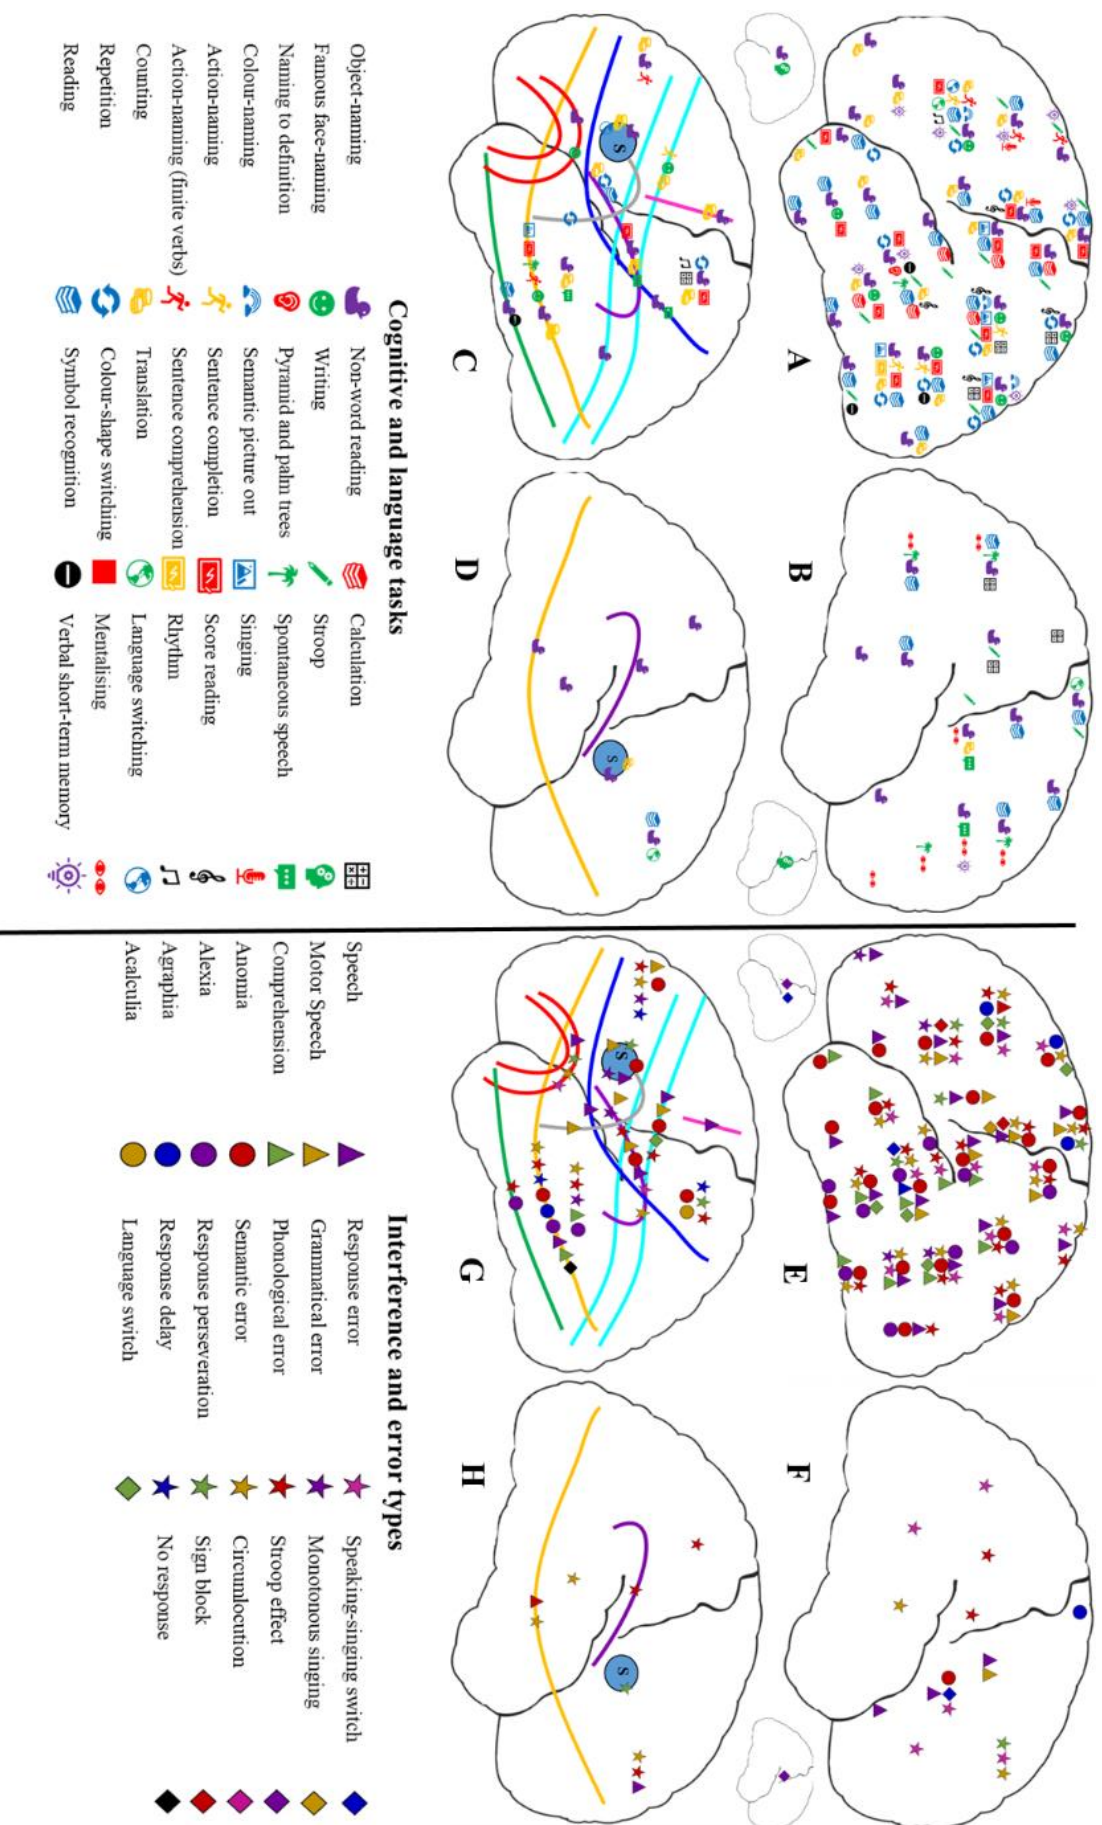 A
B
C
S
D
S
Cognitive and language tasks
Object-naming
Non-word reading
Calculation
Famous face-naming
Writing
Stroop
Naming to definition
Pyramid and palm trees
Spontaneous speech
Colour-naming
Semantic picture out
Singing
Action-naming
Sentence completion
Score reading
Action-naming (finite verbs)
Sentence comprehension
Rhythm
Counting
Translation
Language switching
Repetition
Colour-shape switching
Mentalising
Reading
Symbol recognition
Verbal short-term memory
E
F
G
S
H
S
Interference and error types
Speech
Response error
Speaking-singing switch
Motor Speech
Grammatical error
Monotonous singing
Comprehension
Phonological error
Stroop effect
Anomia
Semantic error
Circumlocution
Alexia
Response perseveration
Sign block
Agraphia
Response delay
No response
Acalculia
Language switch